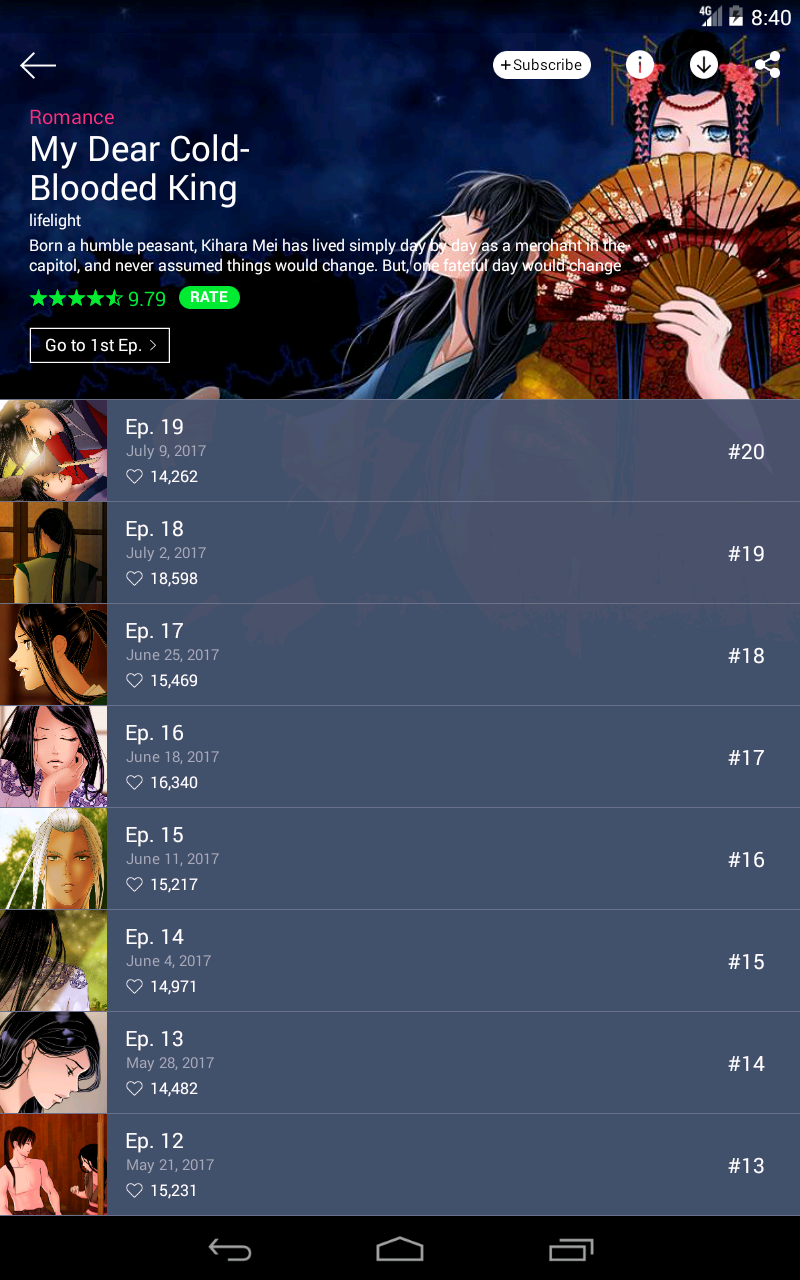 4G 8:40
+Subscribe
Romance
My Dear Cold-
Blooded King
lifelight
Born a humble peasant, Kihara Mei has lived simply day by day as a merchant in the
capitol, and never assumed things would change. But, one fateful day would change
9.79 RATE
Go to 1st Ep.
Ep. 19
July 9, 2017
14,262
#20
Ep. 18
July 2, 2017
18,598
#19
Ep. 17
June 25, 2017
15,469
#18
Ep. 16
June 18, 2017
16,340
#17
Ep. 15
June 11, 2017
15,217
#16
Ep. 14
June 4, 2017
14,971
#15
Ep. 13
May 28, 2017
14,482
#14
Ep. 12
May 21, 2017
15,231
#13